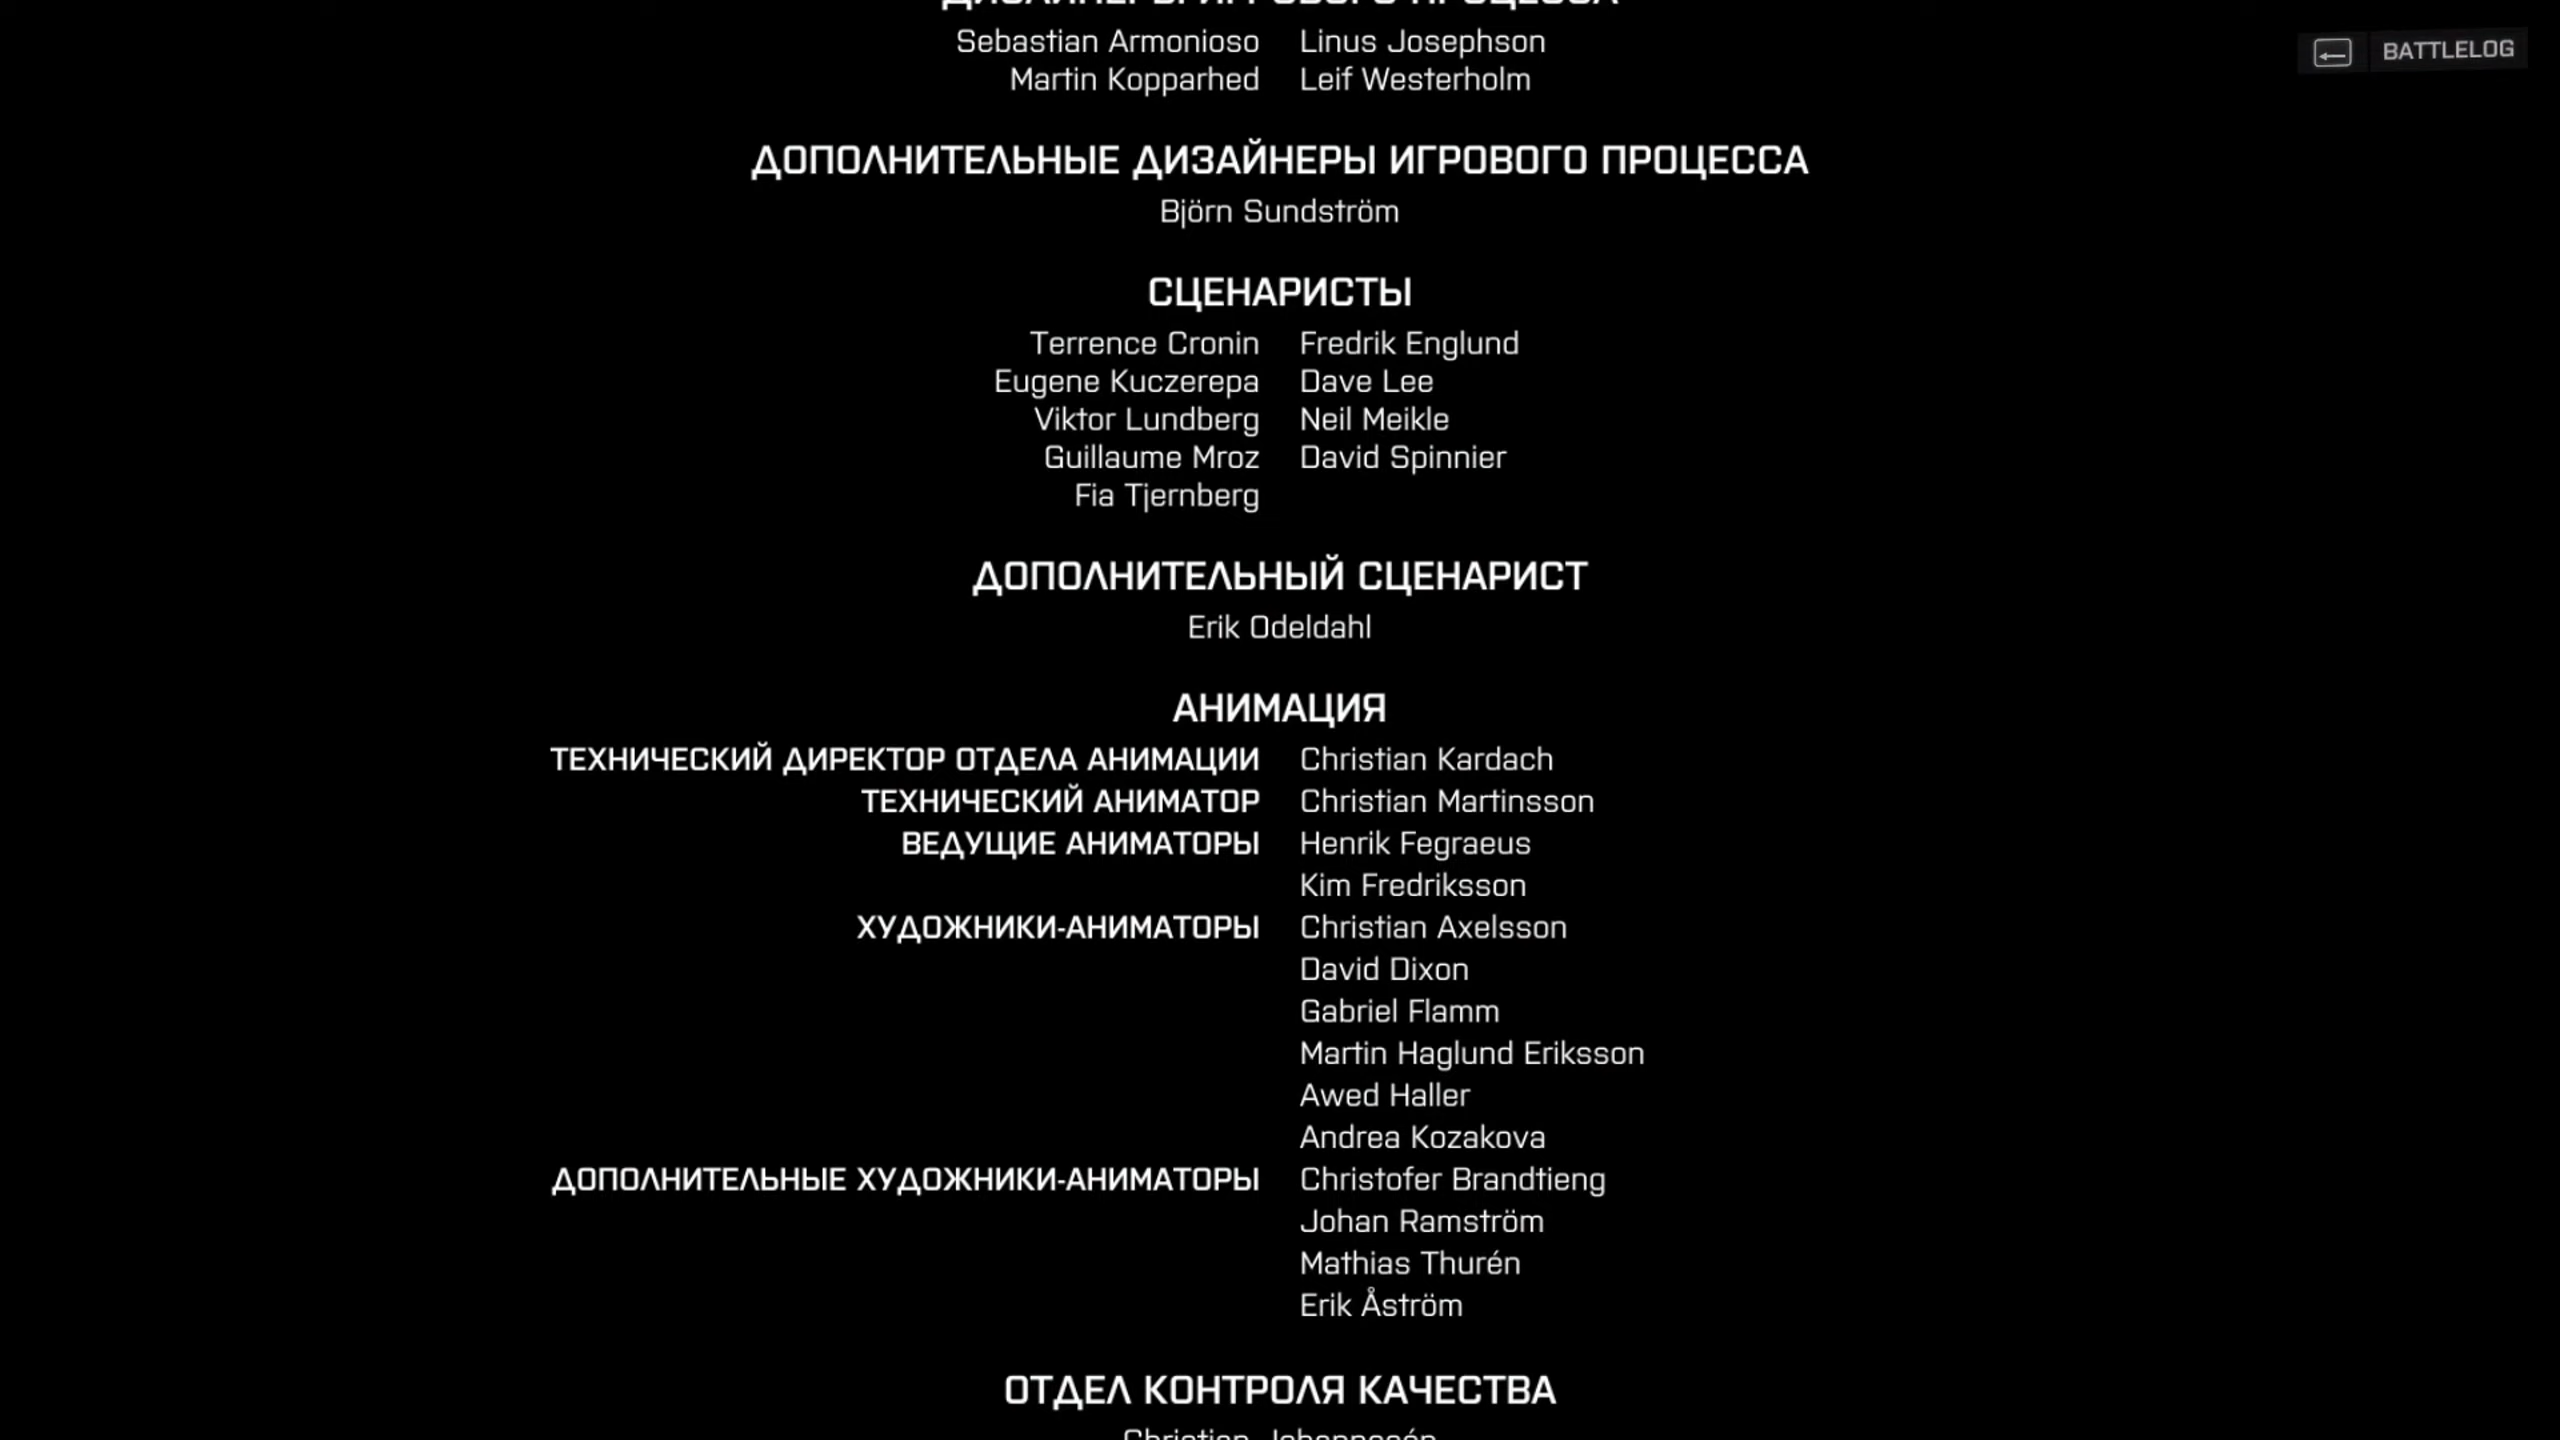 ДИЗАЙНЕРЫ ИГРОВОГО ПРОЦЕССА
BATTLELOG
Sebastian Armonioso Linus Josephson
Martin Kopparhed Leif Westerholm
ДОПОЛНИТЕЛЬНЫЕ ДИЗАЙНЕРЫ ИГРОВОГО ПРОЦЕССА
Björn Sundström
СЦЕНАРИСТЫ
Terrence Cronin Fredrik Englund
Eugene Kuczerepa Dave Lee
Viktor Lundberg Neil Meikle
Guillaume Mroz David Spinnier
Fia Tjernberg
ДОПОЛНИТЕЛЬНЫЙ СЦЕНАРИСТ
Erik Odeldahl
АНИМАЦИЯ
ТЕХНИЧЕСКИЙ ДИРЕКТОР ОТДЕЛА АНИМАЦИИ Christian Kardach
ТЕХНИЧЕСКИЙ АНИМАТОР Christian Martinsson
ВЕДУЩИЕ АНИМАТОРЫ Henrik Fegraeus
Kim Fredriksson
ХУДОЖНИКИ-АНИМАТОРЫ Christian Axelsson
David Dixon
Gabriel Flamm
Martin Haglund Eriksson
Awed Haller
Andrea Kozakova
ДОПОЛНИТЕЛЬНЫЕ ХУДОЖНИКИ-АНИМАТОРЫ Christofer Brandtieng
Johan Ramström
Mathias Thurén
Erik Åström
ОТДЕЛ КОНТРОЛЯ КАЧЕСТВА
Christian